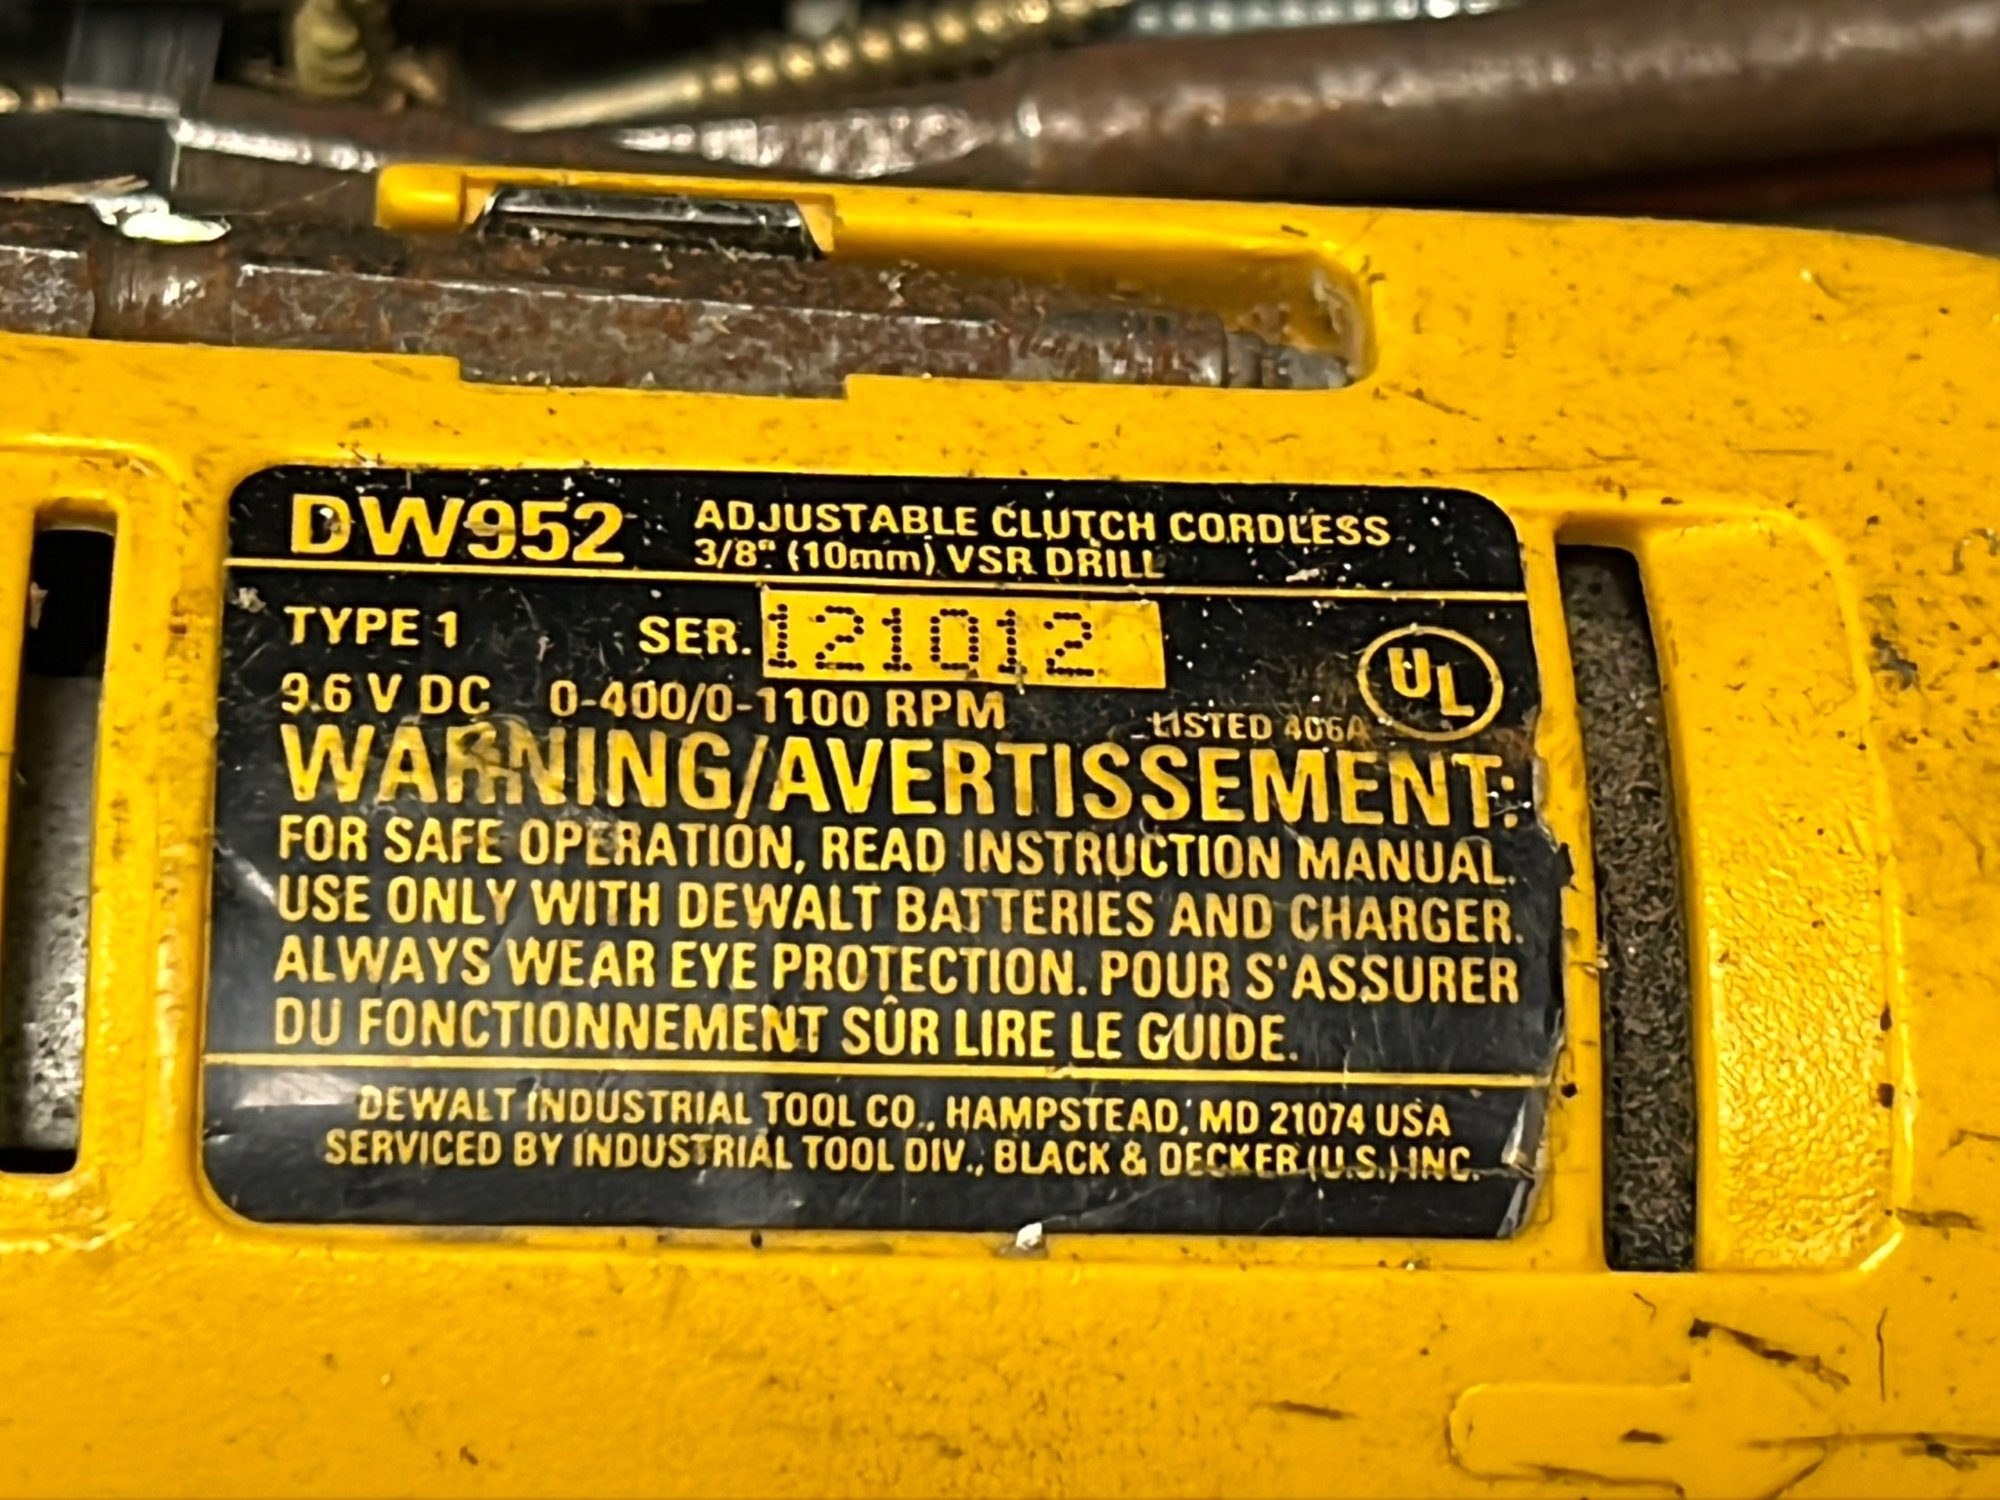 DW952 ADJUSTABLE CLUTCH CORDLESS
3/8" (10mm) VSR DRILL
TYPE 1 SER. 121012
9.6 V DC 0-400/0-1100 RPM
UL
LISTED 406A
WARNING/AVERTISSEMENT:
FOR SAFE OPERATION, READ INSTRUCTION MANUAL.
USE ONLY WITH DEWALT BATTERIES AND CHARGER.
ALWAYS WEAR EYE PROTECTION. POUR S'ASSURER
DU FONCTIONNEMENT SÛR LIRE LE GUIDE.
DEWALT INDUSTRIAL TOOL CO., HAMPSTEAD, MD 21074 USA
SERVICED BY INDUSTRIAL TOOL DIV., BLACK & DECKER (U.S.) INC.